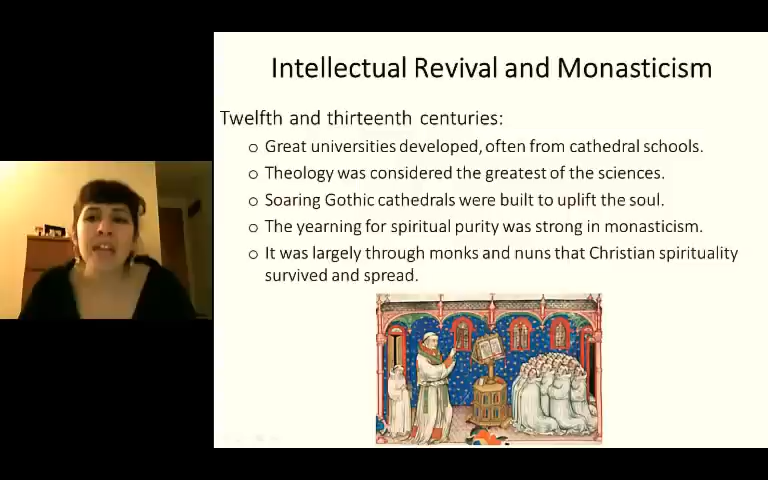 Intellectual Revival and Monasticism
Twelfth and thirteenth centuries:
o Great universities developed, often from cathedral schools.
o Theology was considered the greatest of the sciences.
o Soaring Gothic cathedrals were built to uplift the soul.
o The yearning for spiritual purity was strong in monasticism.
o It was largely through monks and nuns that Christian spirituality
survived and spread.